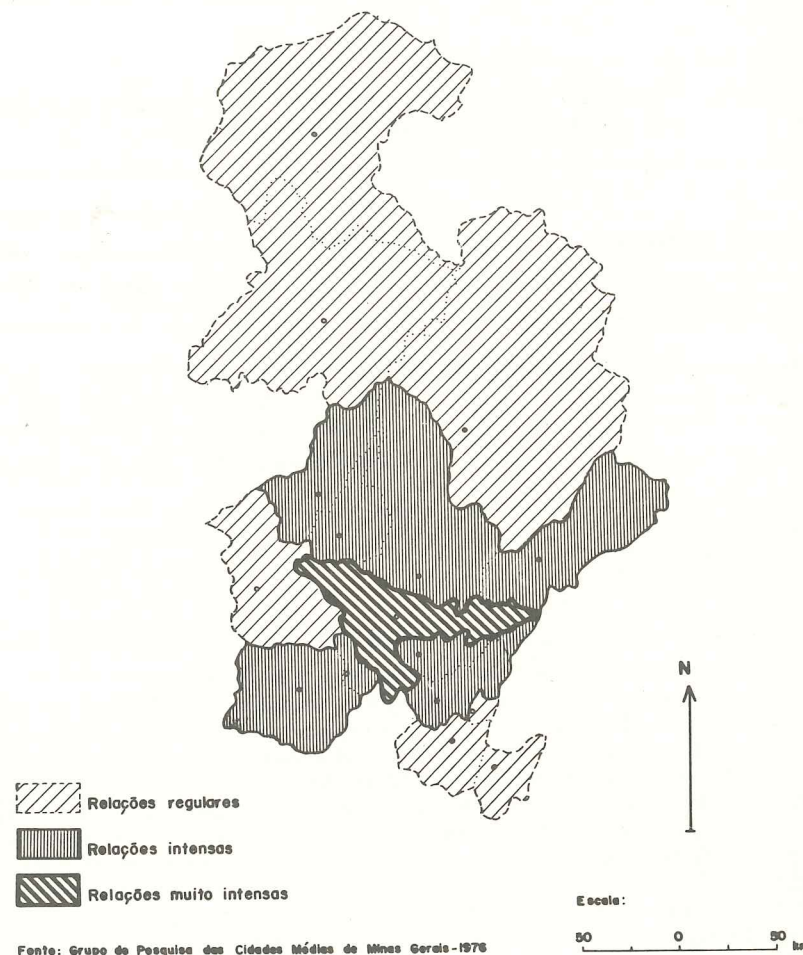 N
Relações regulares
Relações intensas
Relações muito intensas
Escala:
50 0 50 km
Fonte: Grupo de Pesquisa das Cidades Médias de Minas Gerais-1976